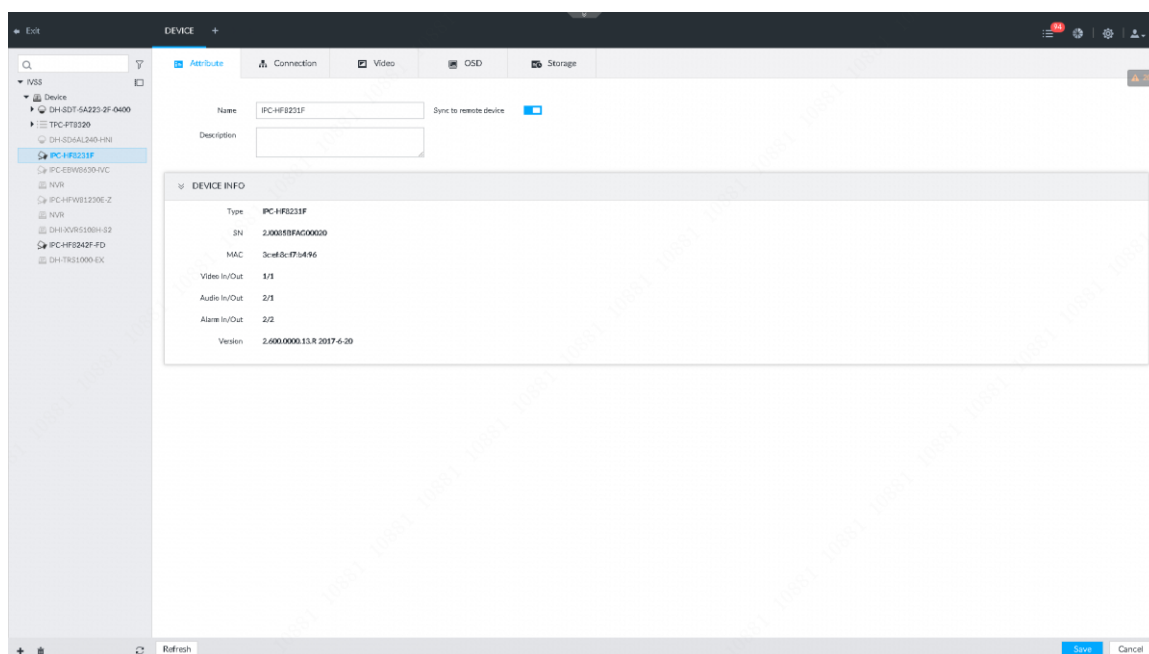 Exit
DEVICE
94
Attribute
Connection
Video
OSD
Storage
IVSS
Device
DH-SDT-5A223-2F-0400
TPC-PT8320
DH-SD6AL240-HNI
IPC-HF8231F
IPC-EBW8630-IVC
NVR
IPC-HFW81230E-Z
NVR
DHI-XVR5108H-S2
IPC-HF8242F-FD
DH-TRS1000-EX
Name IPC-HF8231F Sync to remote device
Description
DEVICE INFO
Type IPC-HF8231F
SN 2J0085BFAG00020
MAC 3c:ef:8c:f7:b4:96
Video In/Out 1/1
Audio In/Out 2/1
Alarm In/Out 2/2
Version 2.600.0000.13.R 2017-6-20
Refresh
Save
Cancel